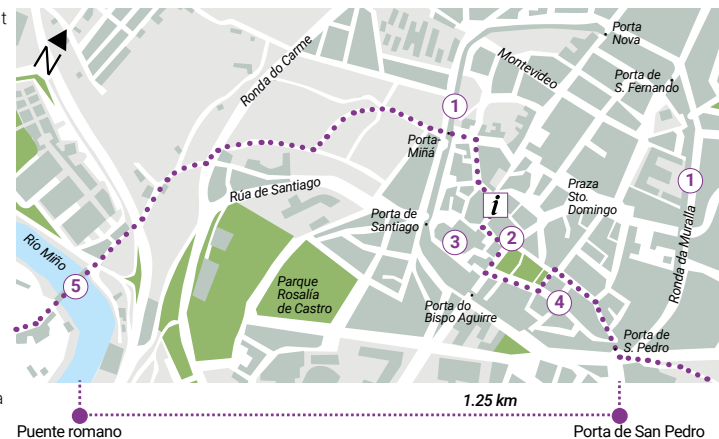 t
N
Ronda do Carme
Montevideo
Porta
Nova
Porta de
S. Fernando
1
Porta-
Miñá
1
Rúa de Santiago
Praza
Sto.
Domingo
i
Porta de
Santiago
3
2
Ronda da Muralla
Río Miño
5
Parque
Rosalía
de Castro
4
Porta do
Bispo Aguirre
Porta de
S. Pedro
a
1.25 km
Puente romano
Porta de San Pedro